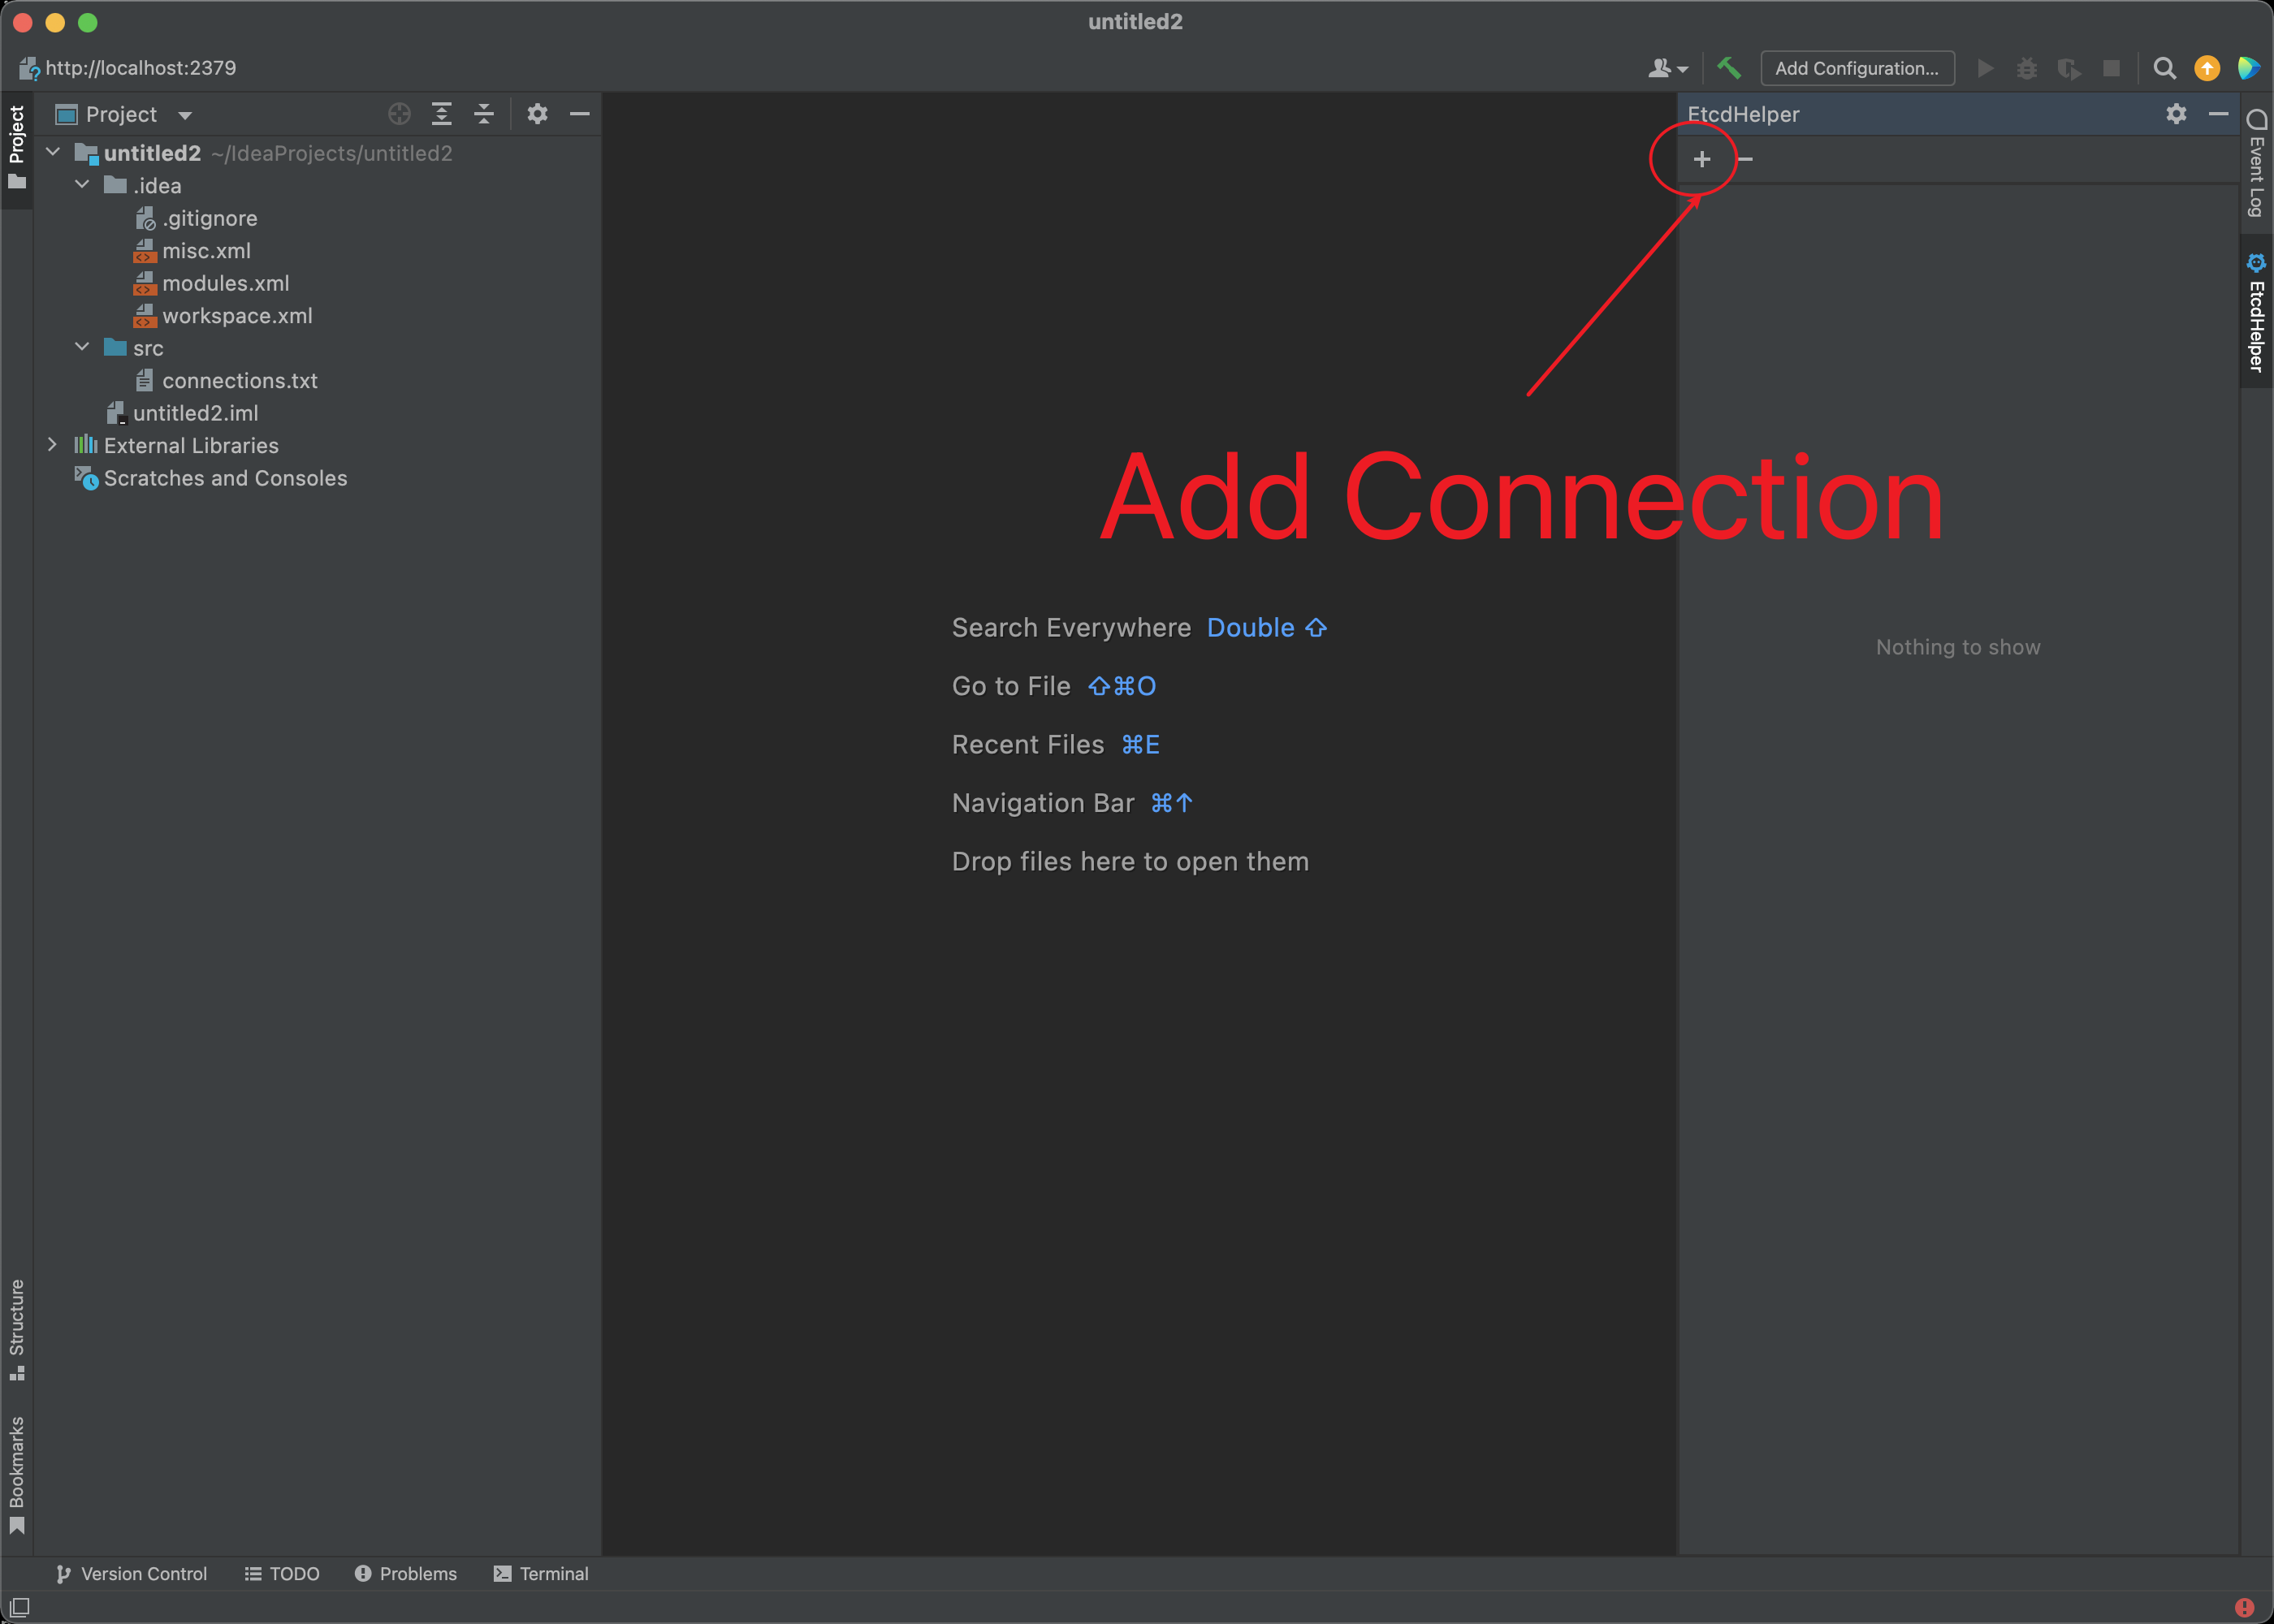 untitled2
http://localhost:2379
Add Configuration...
Project
Project
EtcdHelper
untitled2 ~/IdeaProjects/untitled2
.idea
.gitignore
misc.xml
modules.xml
workspace.xml
src
connections.txt
untitled2.iml
External Libraries
Scratches and Consoles
Add Connection
Search Everywhere Double ⇧
Go to File ⇧⌘O
Recent Files ⌘E
Navigation Bar ⌘↑
Drop files here to open them
Nothing to show
Event Log
EtcdHelper
Structure
Bookmarks
Version Control
TODO
Problems
Terminal